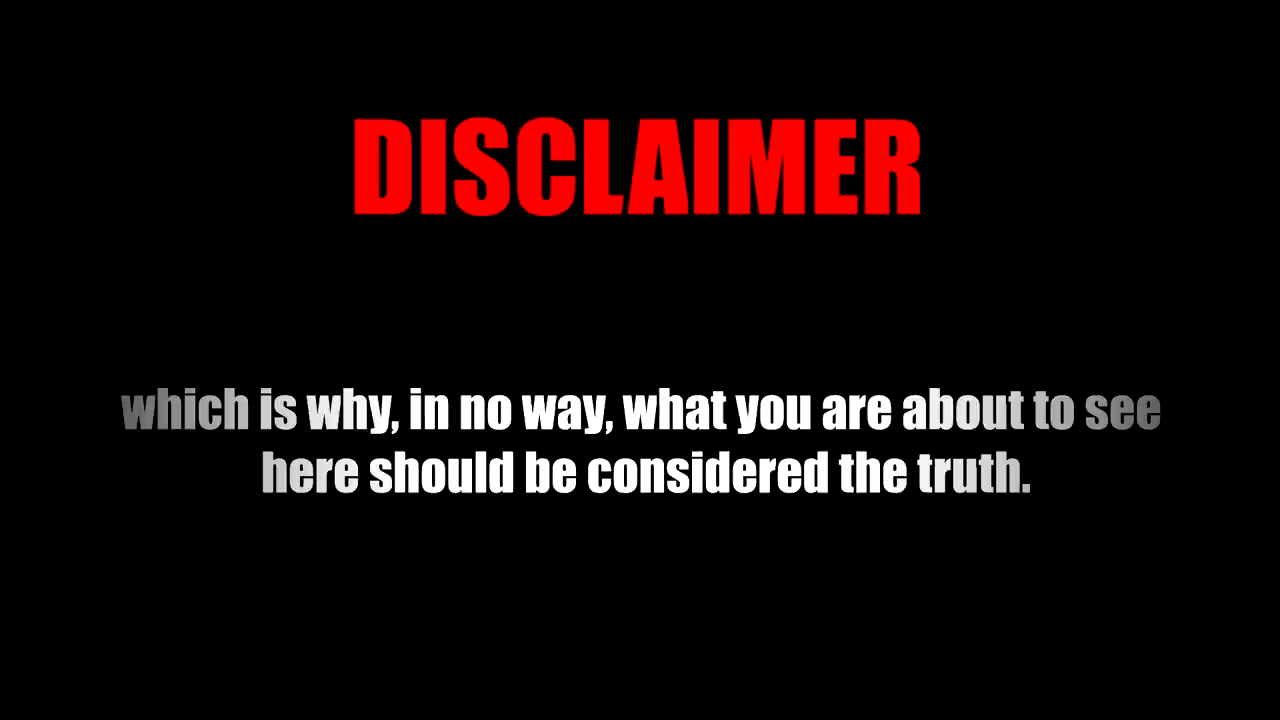 DISCLAIMER
which is why, in no way, what you are about to see
here should be considered the truth.